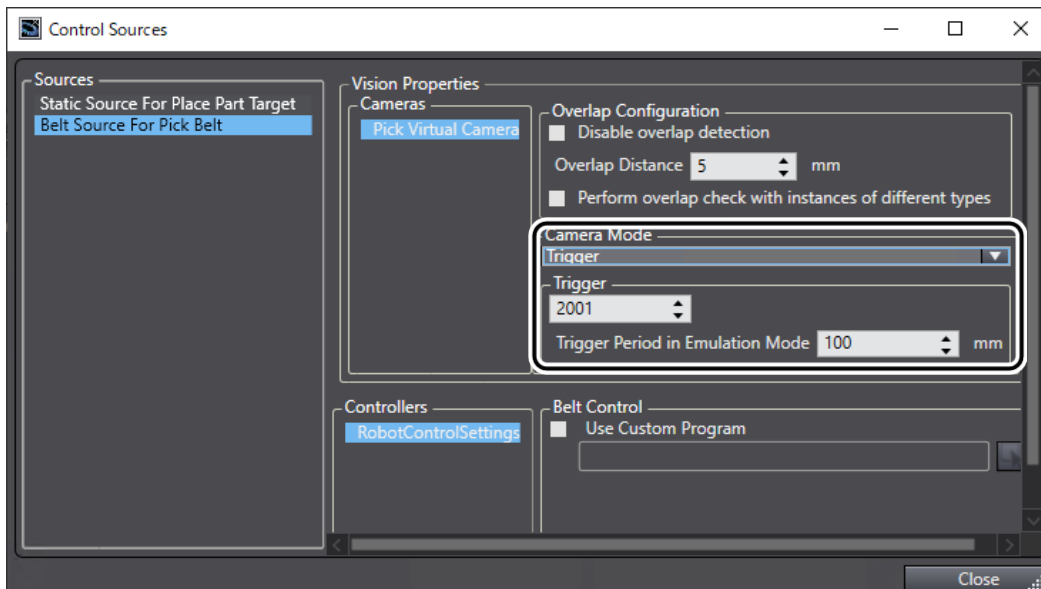 Control Sources
Sources
Static Source For Place Part Target
Belt Source For Pick Belt
Vision Properties
Cameras
Pick Virtual Camera
Overlap Configuration
Disable overlap detection
Overlap Distance 5 mm
Perform overlap check with instances of different types
Camera Mode
Trigger
Trigger
2001
Trigger Period in Emulation Mode 100 mm
Controllers
RobotControlSettings
Belt Control
Use Custom Program
Close